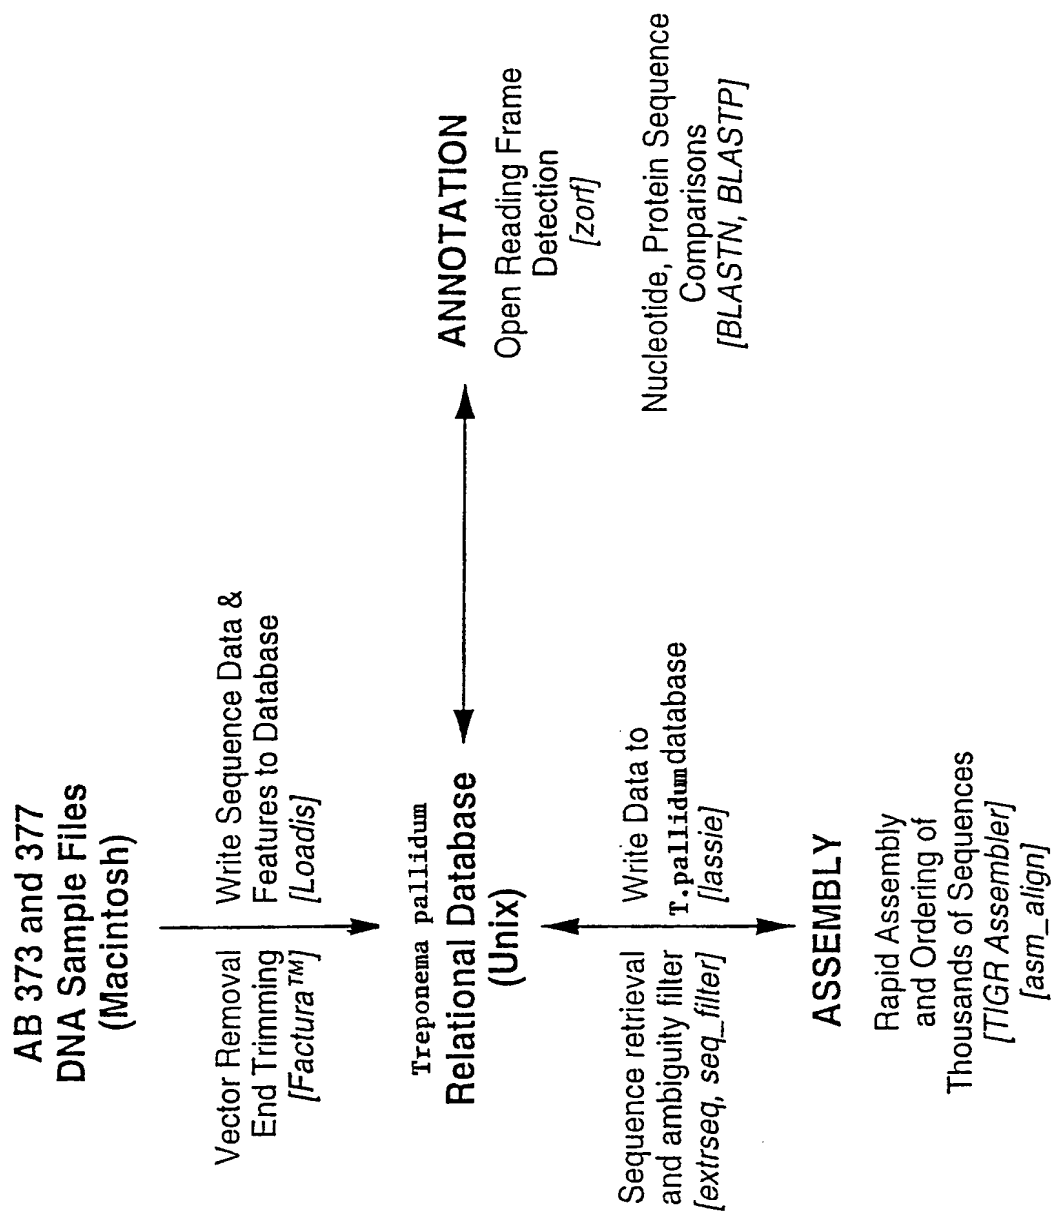 AB 373 and 377
DNA Sample Files
(Macintosh)
Vector Removal
End Trimming
[Factura™]
Write Sequence Data &
Features to Database
[Loadis]
Treponema pallidum
Relational Database
(Unix)
ANNOTATION
Open Reading Frame
Detection
[zorf]
Nucleotide, Protein Sequence
Comparisons
[BLASTN, BLASTP]
Sequence retrieval
and ambiguity filter
[extrseq, seq_filter]
Write Data to
T.pallidum database
[lassie]
ASSEMBLY
Rapid Assembly
and Ordering of
Thousands of Sequences
[TIGR Assembler]
[asm_align]